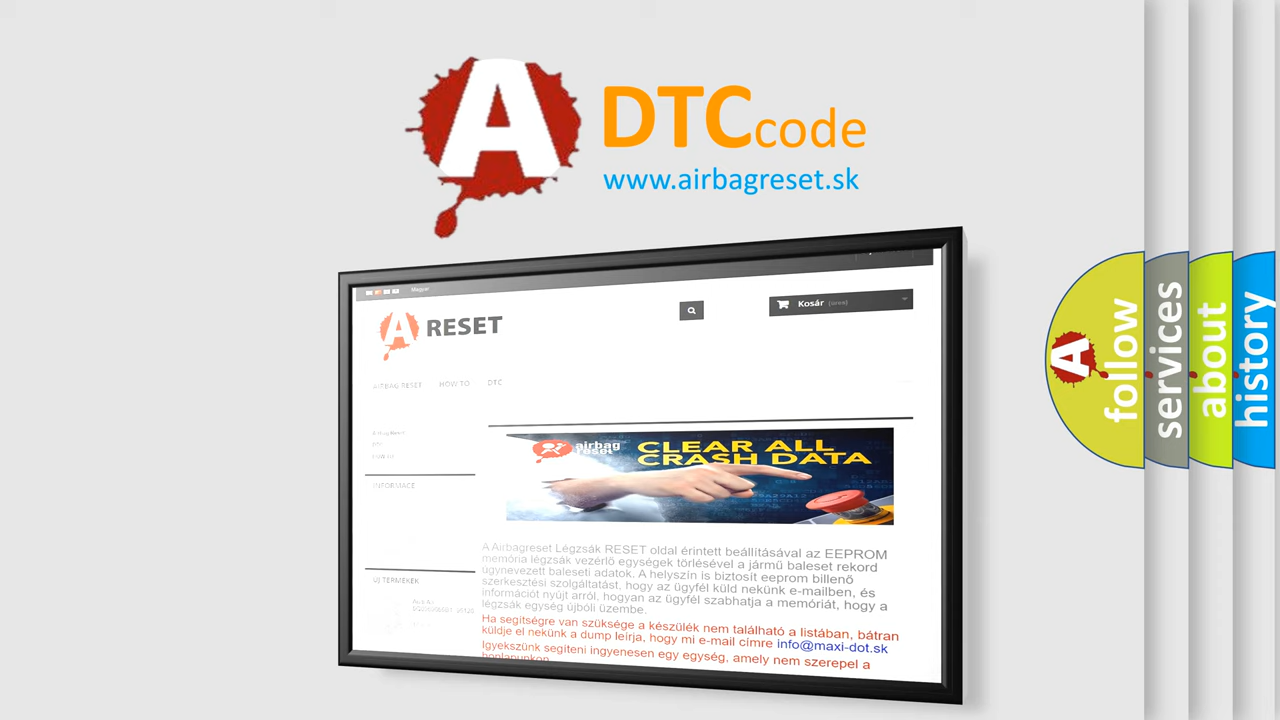 A DTCcode
www.airbagreset.sk
Magyar
A RESET
Kosár (üres)
AIRBAG RESET HOW TO DTC
airbag
reset
CLEAR ALL
CRASH DATA
INFORMACE
A Airbagreset Légzsák RESET oldal érintett beállításával az EEPROM
memória légzsák vezérlő egységek törlésével a jármű baleset rekord
úgynevezett baleseti adatok. A helyszín is biztosít eeprom billenő
szerkesztési szolgáltatást, hogy az ügyfél küld nekünk e-mailben, és
információt nyújt arról, hogyan az ügyfél szabhatja a memóriát, hogy a
légzsák egység újbóli üzembe.
Ha segítségre van szüksége a készülék nem található a listában, bátran
küldje el nekünk a dump leírja, hogy mi e-mail címre info@maxi-dot.sk
Igyekszünk segíteni ingyenesen egy egység, amely nem szerepel a
honlapunkon
ÚJ TERMÉKEK
A
follow
services
about
history